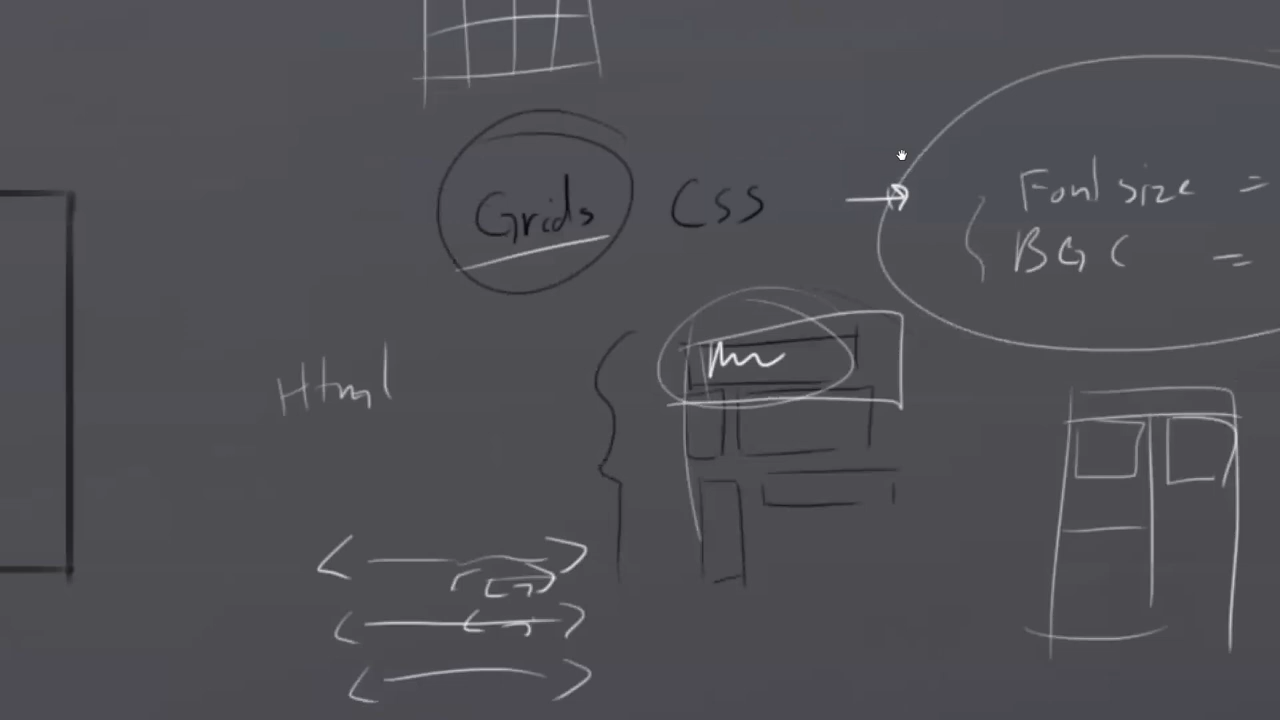 Grids CSS
Font size =
BGC =
Html